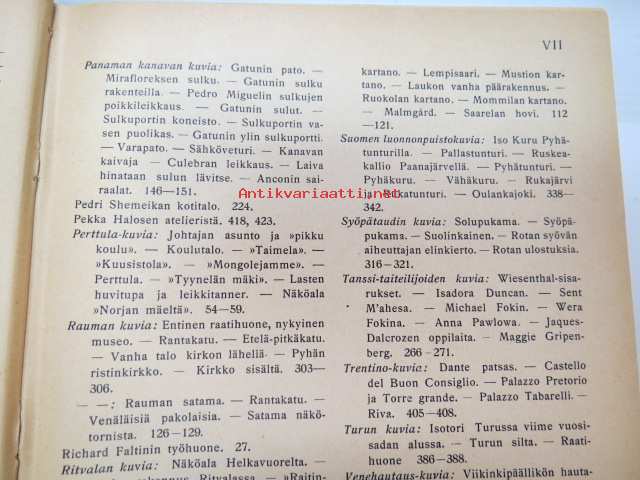 VII
Panaman kanavan kuvia: Gatunin pato. —
Mirafloreksen sulku. — Gatunin sulku
rakenteilla. — Pedro Miguelin sulkujen
poikkileikkaus. — Gatunin sulut. —
Sulkuportin koneisto. — Sulkuportin va-
sen puolikas. — Gatunin ylin sulkuportti.
— Varapato. — Sähköveturi. — Kanavan
kaivaja — Culebran leikkaus. — Laiva
hinataan sulun lävitse. — Anconin sai-
raalat. 146—151.
Pedri Shemeikan kotitalo. 224.
Pekka Halosen atelieristä. 418, 423.
Perttula-kuvia: Johtajan asunto ja »pikku
koulu». — Koulutalo. — »Taimela». —
»Kuusistola». — »Mongolejamme». —
Perttula. — »Tyynelän mäki». — Lasten
huvitupa ja leikkitanner. — Näköala
»Norjan mäeltä». 54—59.
Rauman kuvia: Entinen raatihuone, nykyinen
museo. — Rantakatu. — Etelä-pitkäkatu.
— Vanha talo kirkon lähellä. — Pyhän
ristinkirkko. — Kirkko sisältä. 303—
306.
— —: Rauman satama. — Rantakatu. —
Venäläisiä pakolaisia. — Satama näkö-
tornista. 126—129.
Richard Faltinin työhuone. 27.
Ritvalan kuvia: Näköala Helkavuorelta. —
rakennus Ritvalassa. — »Raitin-
kartano. — Lempisaari. — Mustion kar-
tano. — Laukon vanha päärakennus. —
Ruokolan kartano. — Mommilan kartano.
— Malmgård. — Saarelan hovi. 112
—121.
Suomen luonnonpuistokuvia: Iso Kuru Pyhä-
tunturilla. — Pallastunturi. — Ruskea-
kallio Paanajärvellä. — Pyhätunturi. —
Pyhäkuru. — Vähäkuru. — Rukajärvi
ja Rukatunturi. — Oulankajoki. 338—
342.
Syöpätaudin kuvia: Solupukama. — Syöpä-
pukama. — Suolinkainen. — Rotan syövän
aiheuttajan elinkierto. — Rotan ulostuksia.
316—321.
Tanssi-taiteilijoiden kuvia: Wiesenthal-sisa-
rukset. — Isadora Duncan. — Sent
M'ahesa. — Michael Fokin. — Wera
Fokina. — Anna Pawlowa. — Jaques-
Dalcrozen oppilaita. — Maggie Gripen-
berg. 266—271.
Trentino-kuvia: Dante patsas. — Castello
del Buon Consiglio. — Palazzo Pretorio
ja Torre grande. — Palazzo Tabarelli. —
Riva. 405—408.
Turun kuvia: Isotori Turussa viime vuosi-
sadan alussa. — Turun silta. — Raati-
huone 386—388.
Venehautaus-kuvia: Viikinkipäällikön hauta-
Antikvariaatti.net